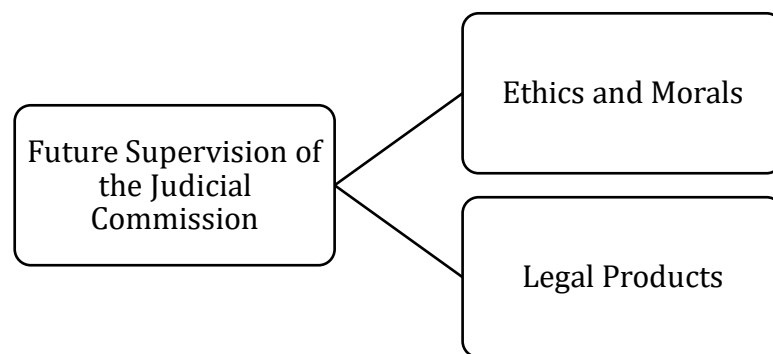 Future Supervision of
the Judicial
Commission
Ethics and Morals
Legal Products